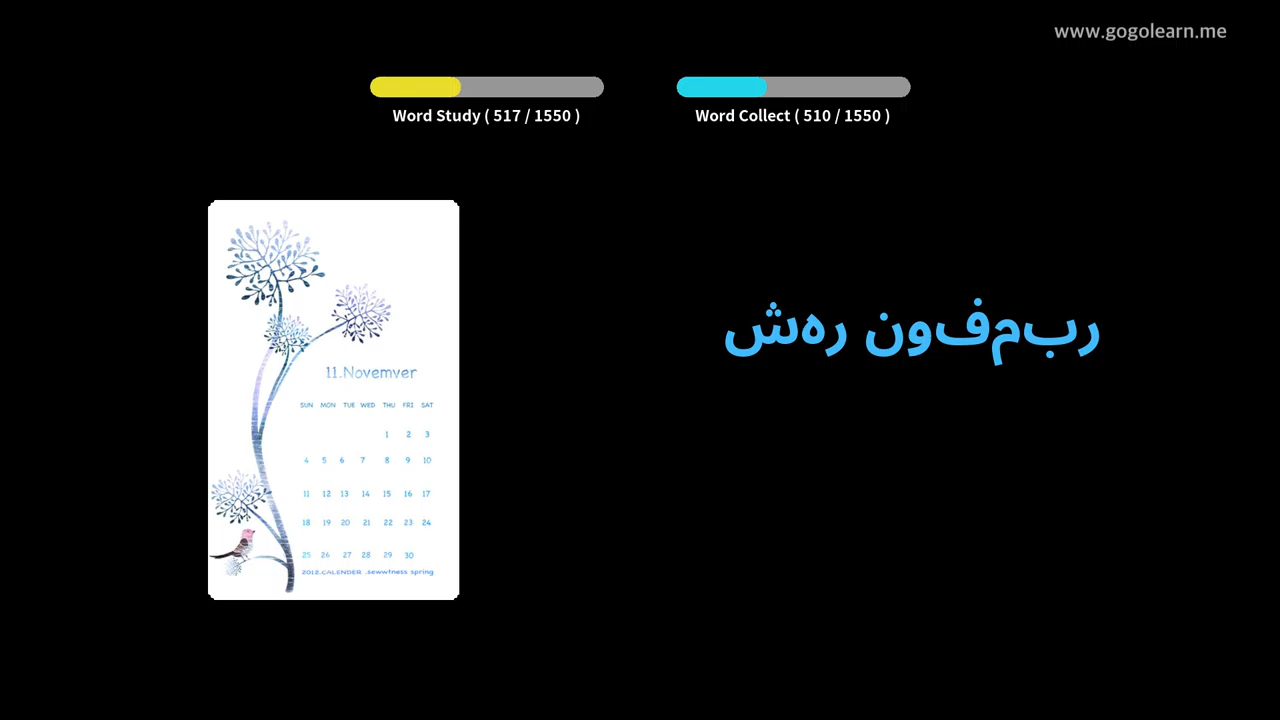 www.gogolearn.me
Word Study ( 517 / 1550 )
Word Collect ( 510 / 1550 )
ربمفون رهش
11.Novemver
SUN MON TUE WED THU FRI SAT
1 2 3
4 5 6 7 8 9 10
11 12 13 14 15 16 17
18 19 20 21 22 23 24
25 26 27 28 29 30
2012.CALENDER .sewwfness spring